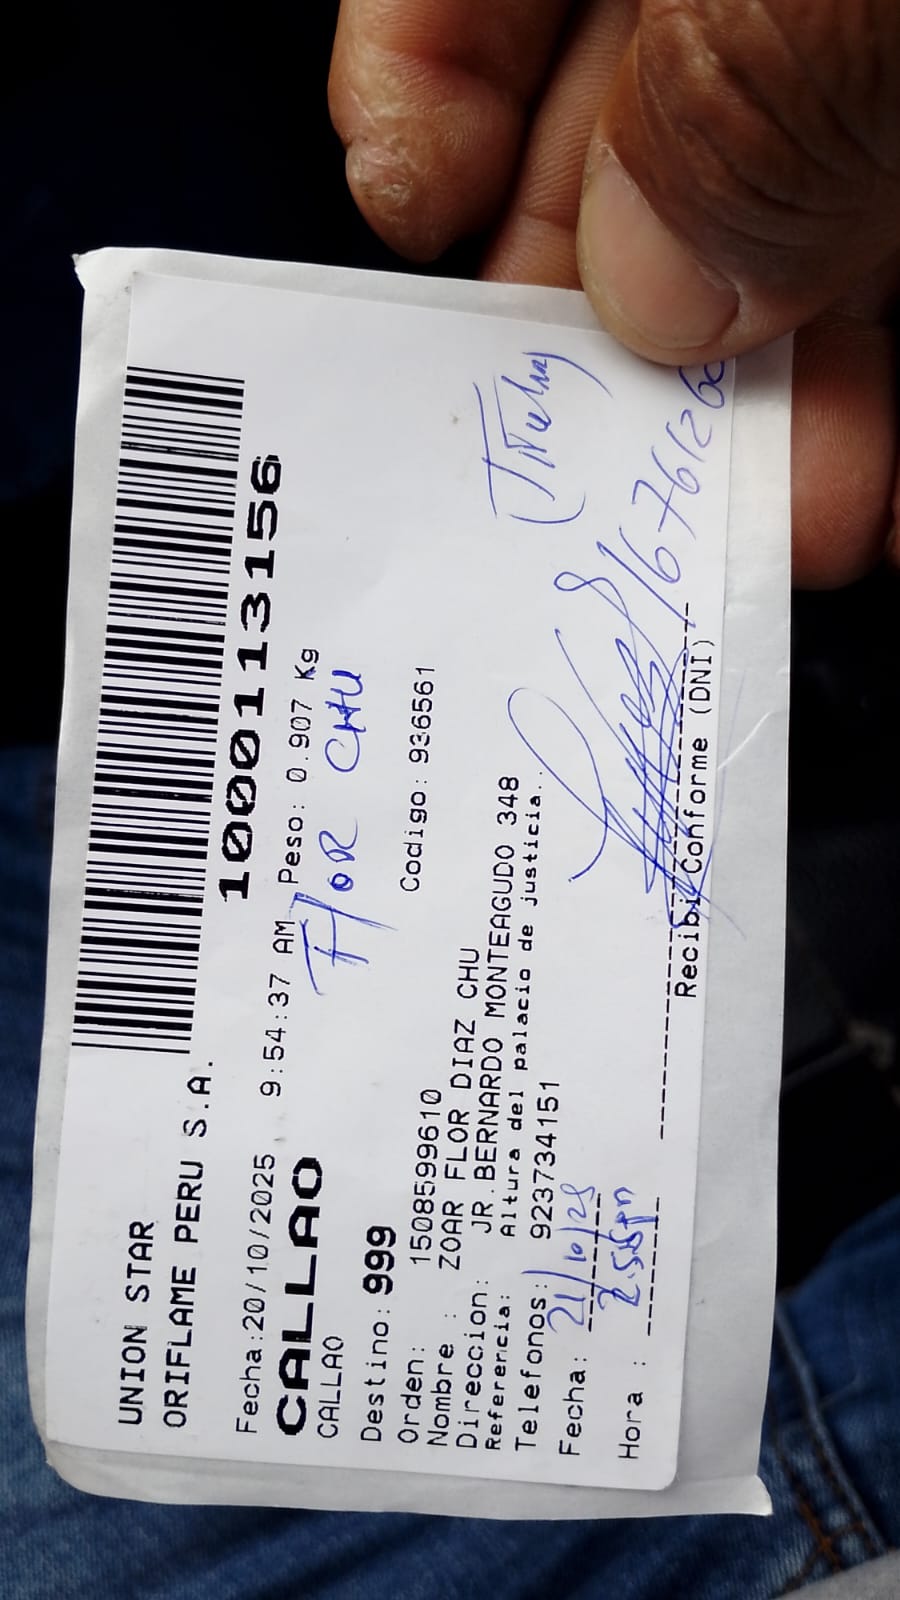 UNION STAR
ORIFLAME PERU S.A.
1000113156
Fecha:20/10/2025 9:54:37 AM Peso: 0.907 Kg
CALLAO
Flor CHU
CALLAO
Destino: 999
Codigo: 936561
Orden: 1508599610
Nombre : ZOAR FLOR DIAZ CHU
Direccion: JR.BERNARDO MONTEAGUDO 348
Referencia: Altura del palacio de justicia..
Telefonos: 923734151
Fecha: 21/10/25
Hora : 2:55pm
Recibi Conforme (DNI)